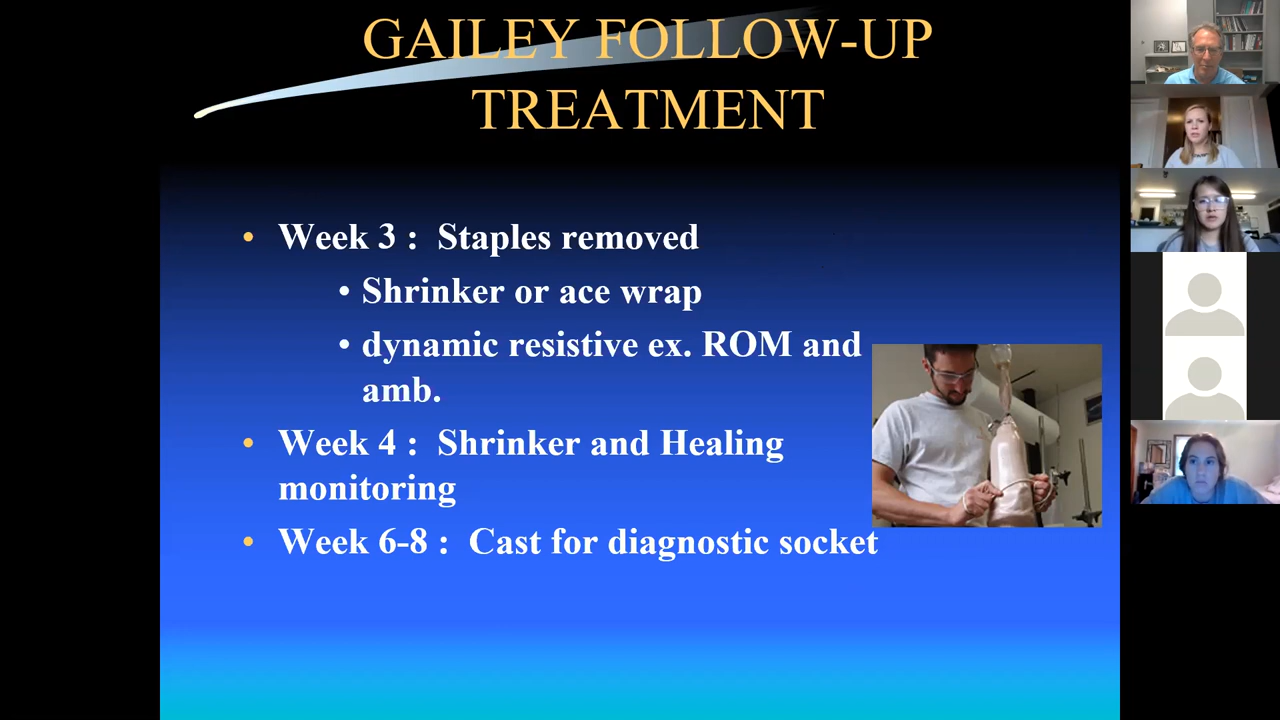 GAILEY FOLLOW-UP
TREATMENT
• Week 3 : Staples removed
• Shrinker or ace wrap
• dynamic resistive ex. ROM and
amb.
• Week 4 : Shrinker and Healing
monitoring
• Week 6-8 : Cast for diagnostic socket